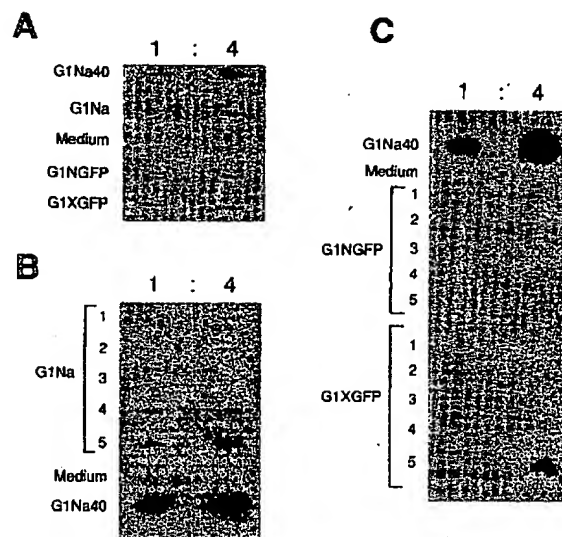 A
1 : 4
G1Na40
G1Na
Medium
G1NGFP
G1XGFP
B
1 : 4
G1Na
1
2
3
4
5
Medium
G1Na40
C
1 : 4
G1Na40
Medium
G1NGFP
1
2
3
4
5
G1XGFP
1
2
3
4
5